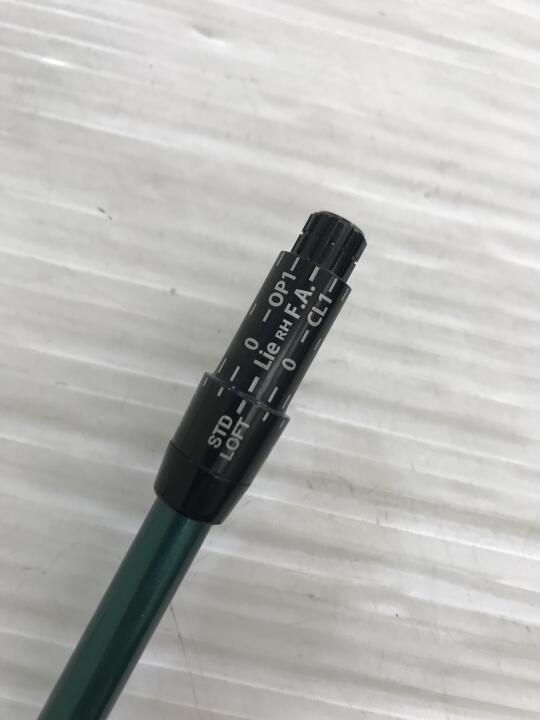 OP1
Lie RH F.A.
CL1
0
0
STD
LOFT